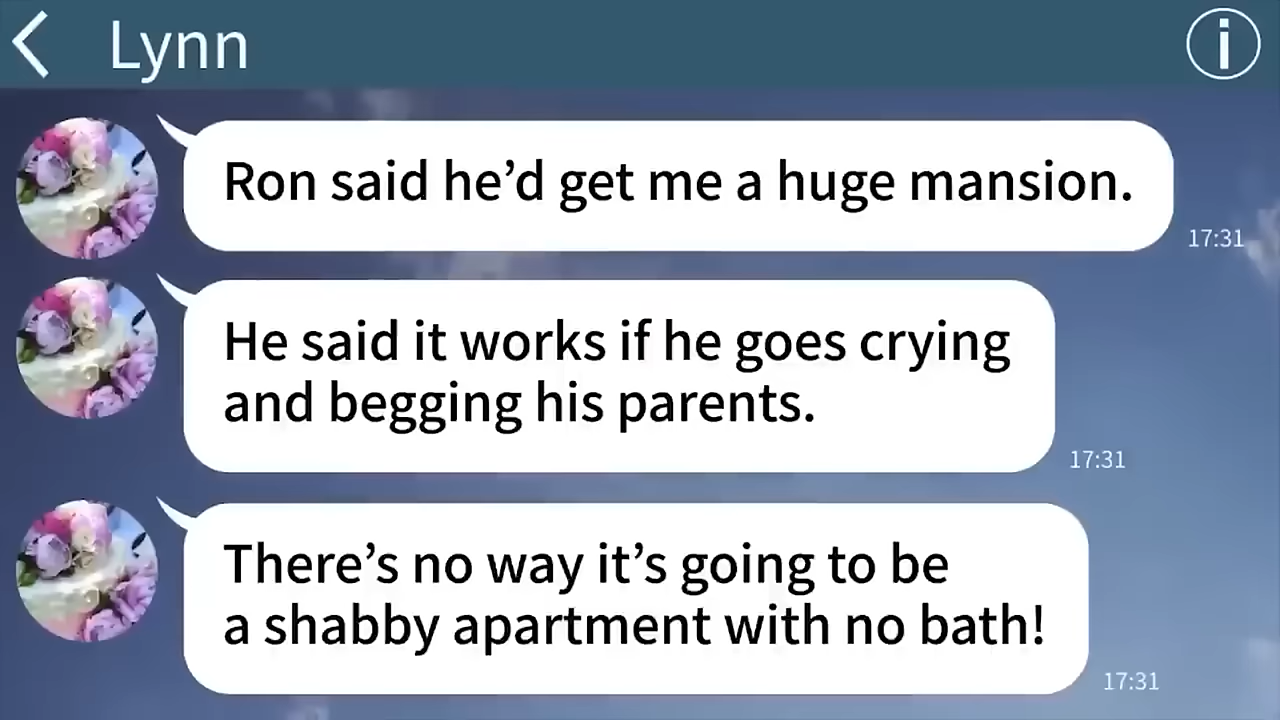 Lynn
Ron said he’d get me a huge mansion.
17:31
He said it works if he goes crying
and begging his parents.
17:31
There’s no way it’s going to be
a shabby apartment with no bath!
17:31